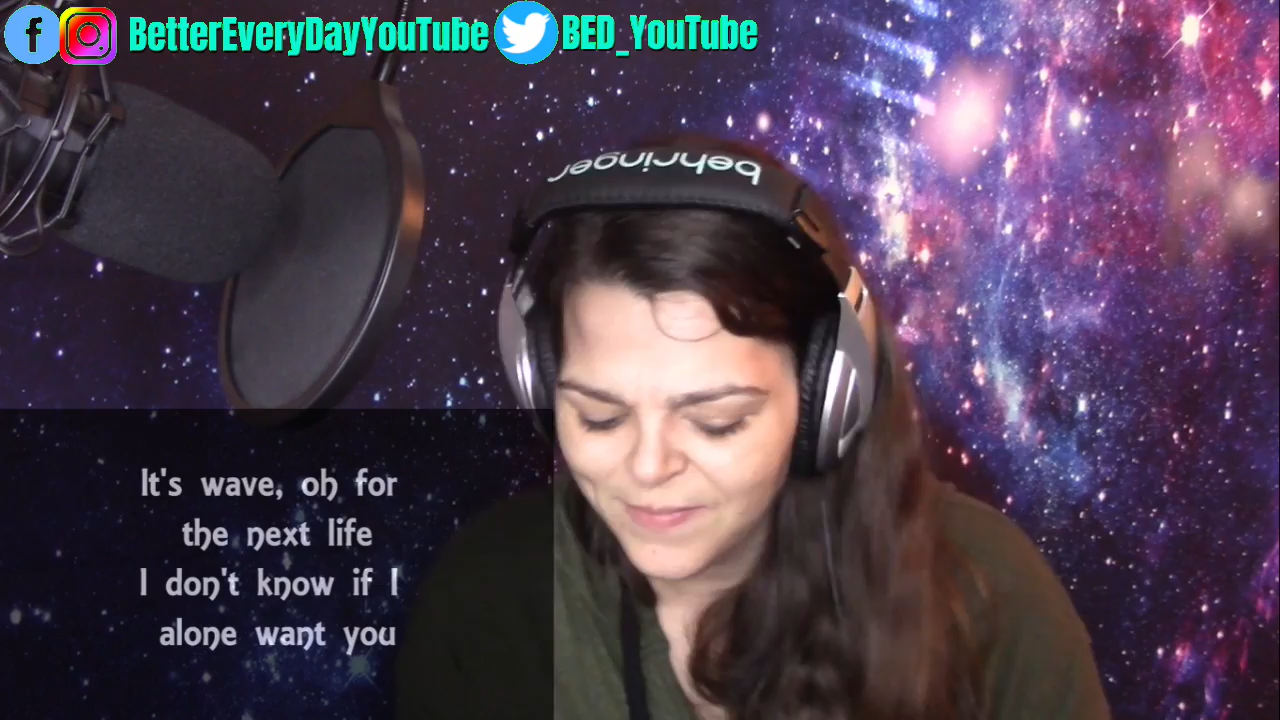 BetterEveryDayYouTube BED_YouTube
behringer
It's wave, oh for
the next life
I don't know if I
alone want you